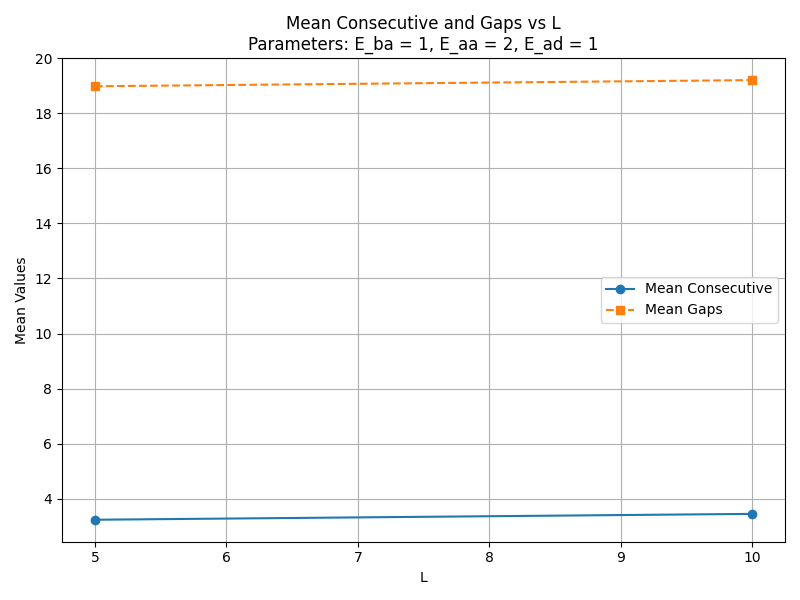 Mean Consecutive and Gaps vs L
Parameters: E_ba = 1, E_aa = 2, E_ad = 1
20
18
16
14
12
10
8
6
4
Mean Values
Mean Consecutive
Mean Gaps
5 6 7 8 9 10
L